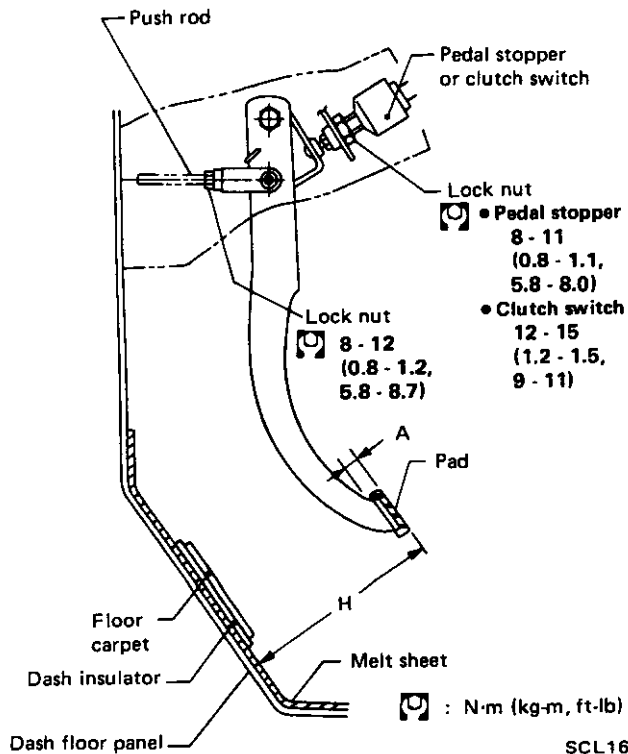 Push rod
Pedal stopper
or clutch switch
Lock nut
• Pedal stopper
8 - 11
(0.8 - 1.1,
5.8 - 8.0)
• Clutch switch
12 - 15
(1.2 - 1.5,
9 - 11)
Lock nut
8 - 12
(0.8 - 1.2,
5.8 - 8.7)
A
Pad
H
Floor
carpet
Dash insulator
Melt sheet
Dash floor panel
: N·m (kg-m, ft-lb)
SCL16